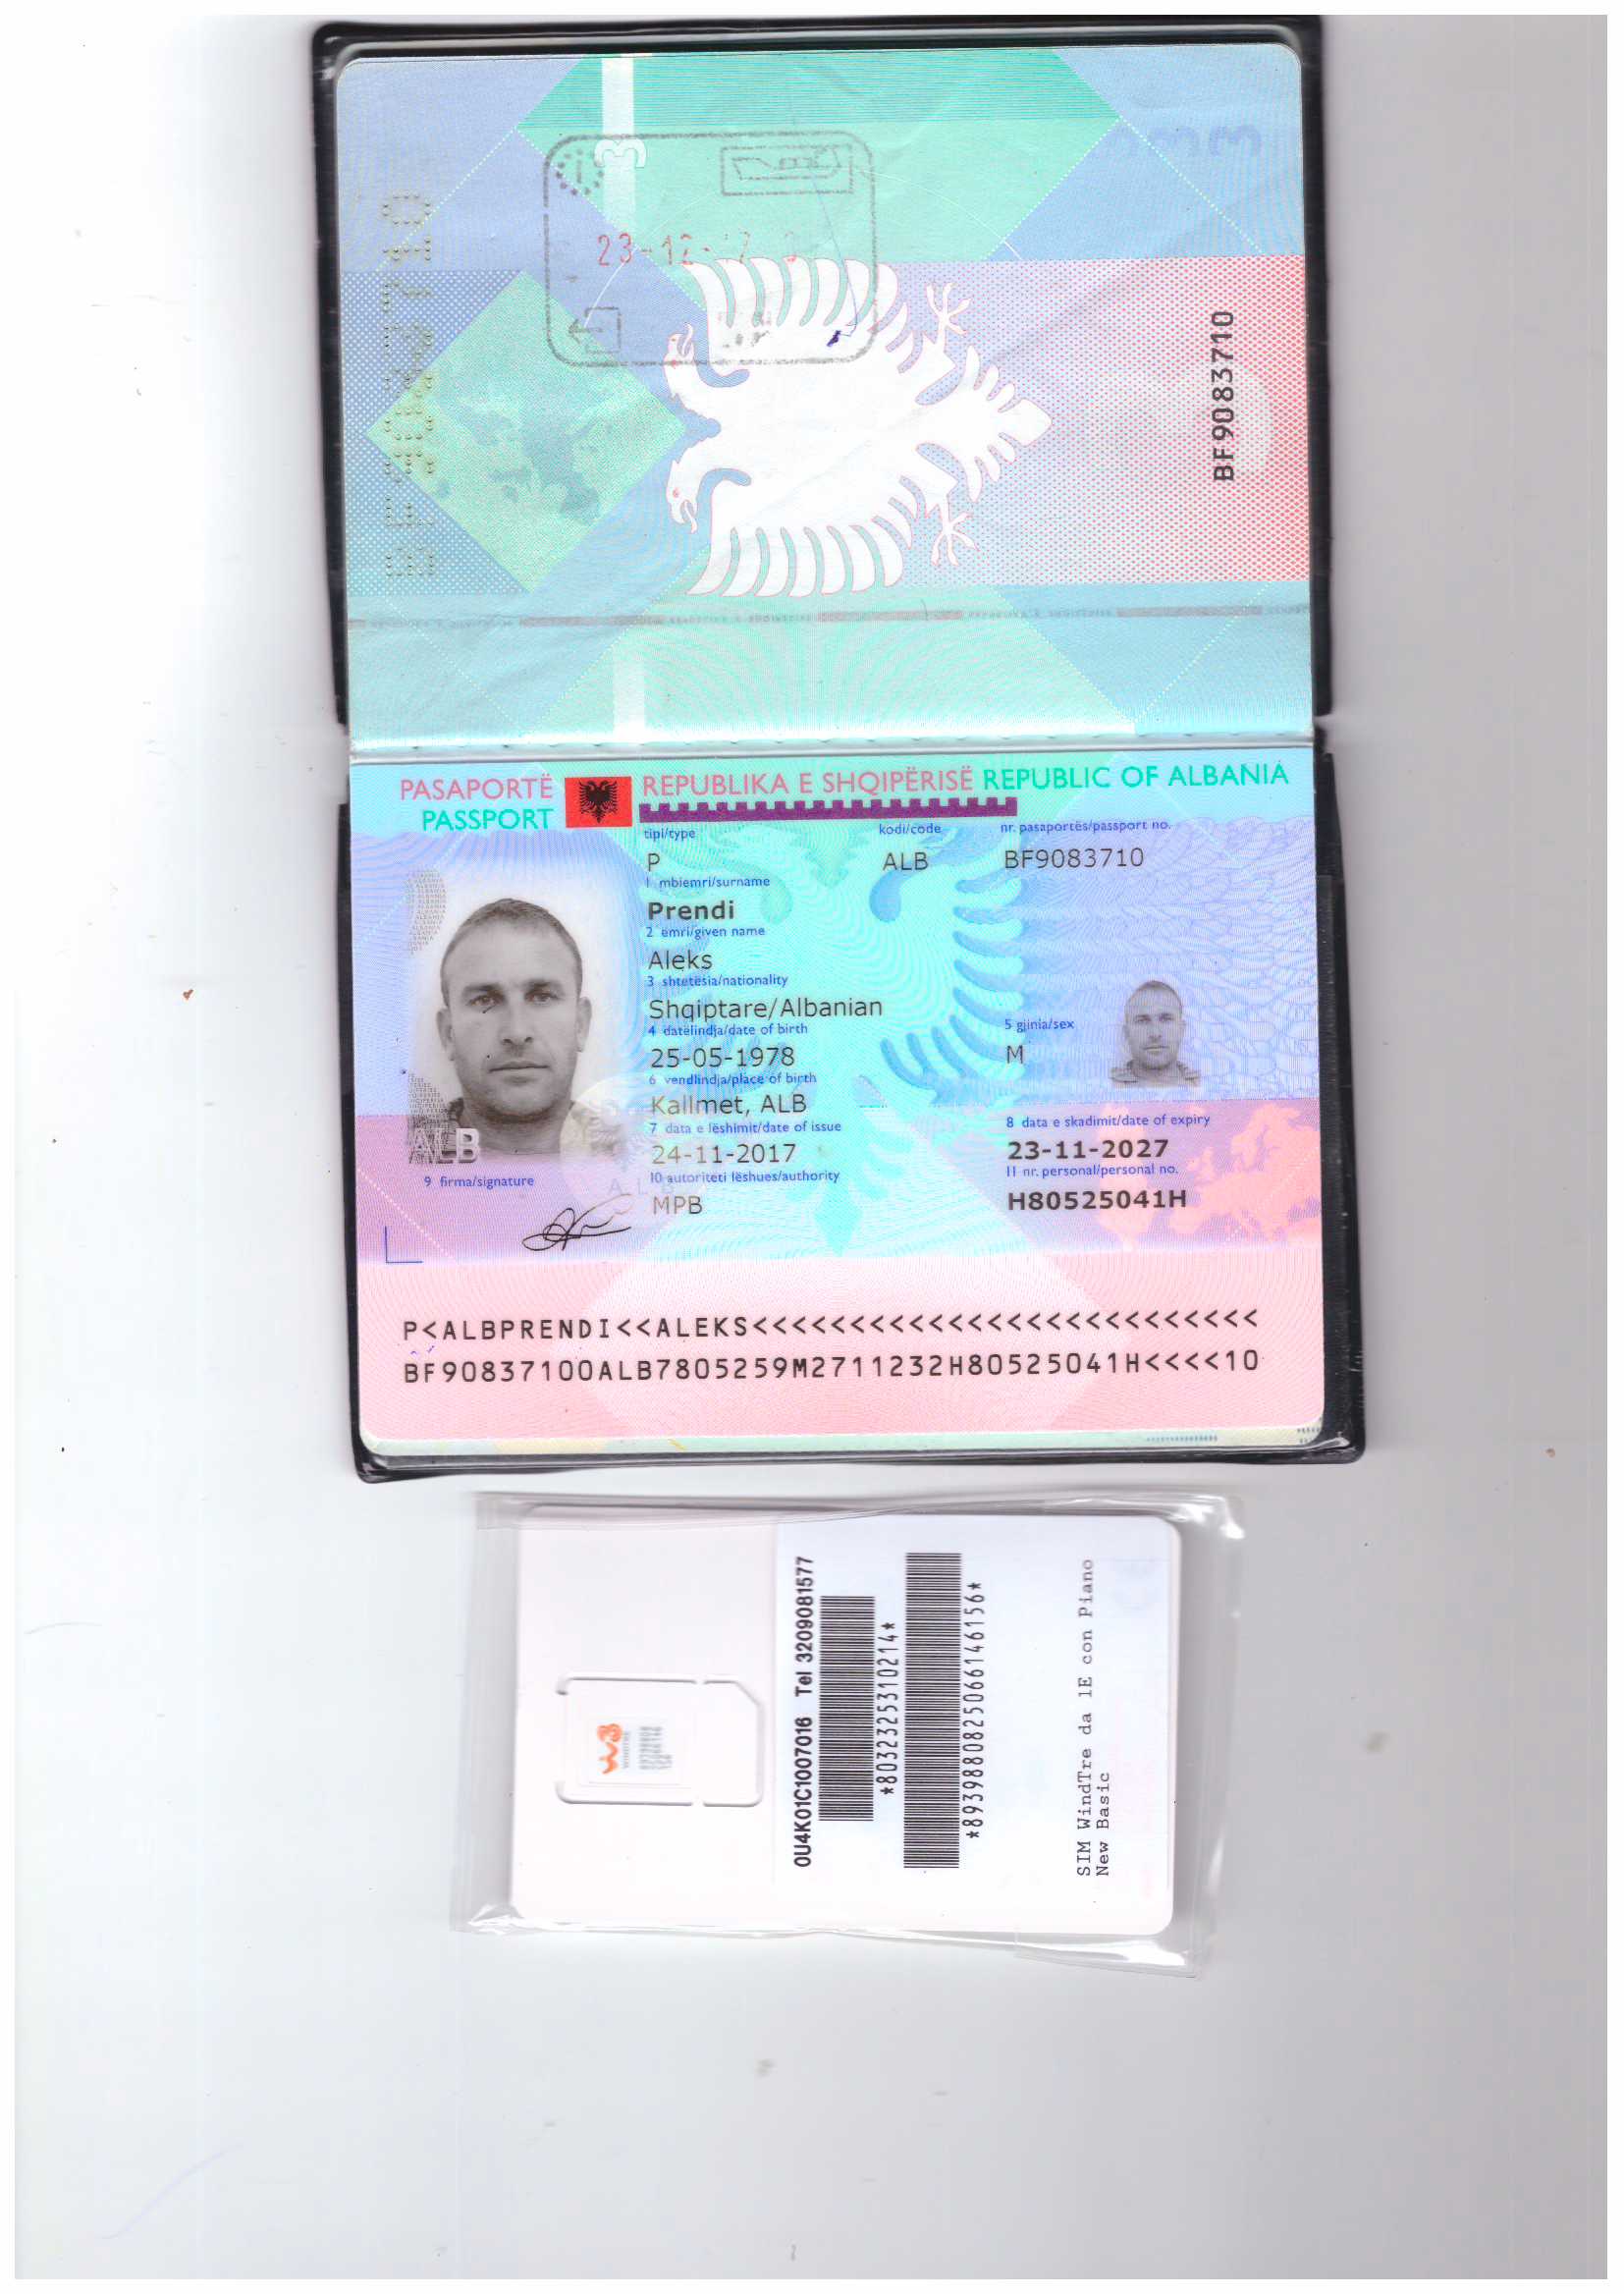 23-12-
BF9083710
PASAPORTË
PASSPORT
REPUBLIKA E SHQIPËRISË REPUBLIC OF ALBANIA
tipi/type kodi/code nr. pasaportës/passport no.
P ALB BF9083710
1 mbiemri/surname
Prendi
2 emri/given name
Aleks
3 shtetësia/nationality
Shqiptare/Albanian
4 datëlindja/date of birth 5 gjinia/sex
25-05-1978 M
6 vendlindja/place of birth
Kallmet, ALB
7 data e lëshimit/date of issue 8 data e skadimit/date of expiry
24-11-2017 23-11-2027
10 autoriteti lëshues/authority 11 nr. personal/personal no.
MPB H80525041H
ALB
9 firma/signature
P<ALBPRENDI<<ALEKS<<<<<<<<<<<<<<<<<<<<<<<<<<
BF90837100ALB7805259M2711232H80525041H<<<<10
0U4K01C1007016 Tel 3209081577
*8032325310214*
*8939880825066146156*
SIM WindTre da 1E con Piano
New Basic
WINDTRE